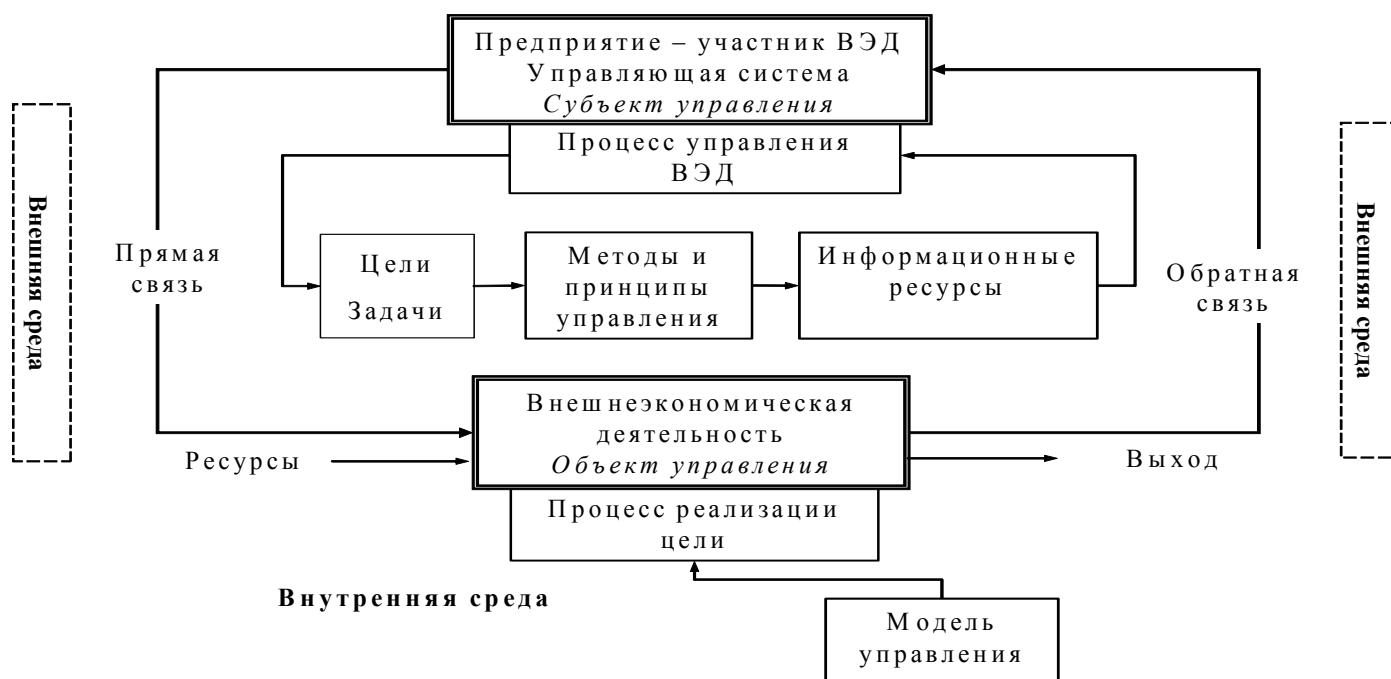 Предприятие – участник ВЭД
Управляющая система
Субъект управления
Процесс управления
ВЭД
Внешняя среда
Прямая
связь
Цели
Задачи
Методы и
принципы
управления
Информационные
ресурсы
Обратная
связь
Внешняя среда
Внешнеэкономическая
деятельность
Объект управления
Ресурсы
Выход
Процесс реализации
цели
Внутренняя среда
Модель
управления